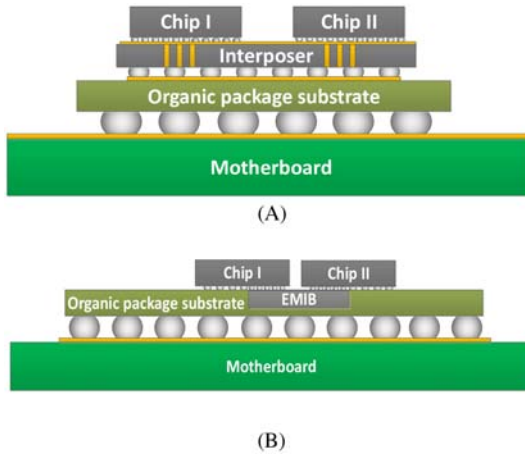 Chip I Chip II
Interposer
Organic package substrate
Motherboard
(A)
Chip I Chip II
Organic package substrate EMIB
Motherboard
(B)